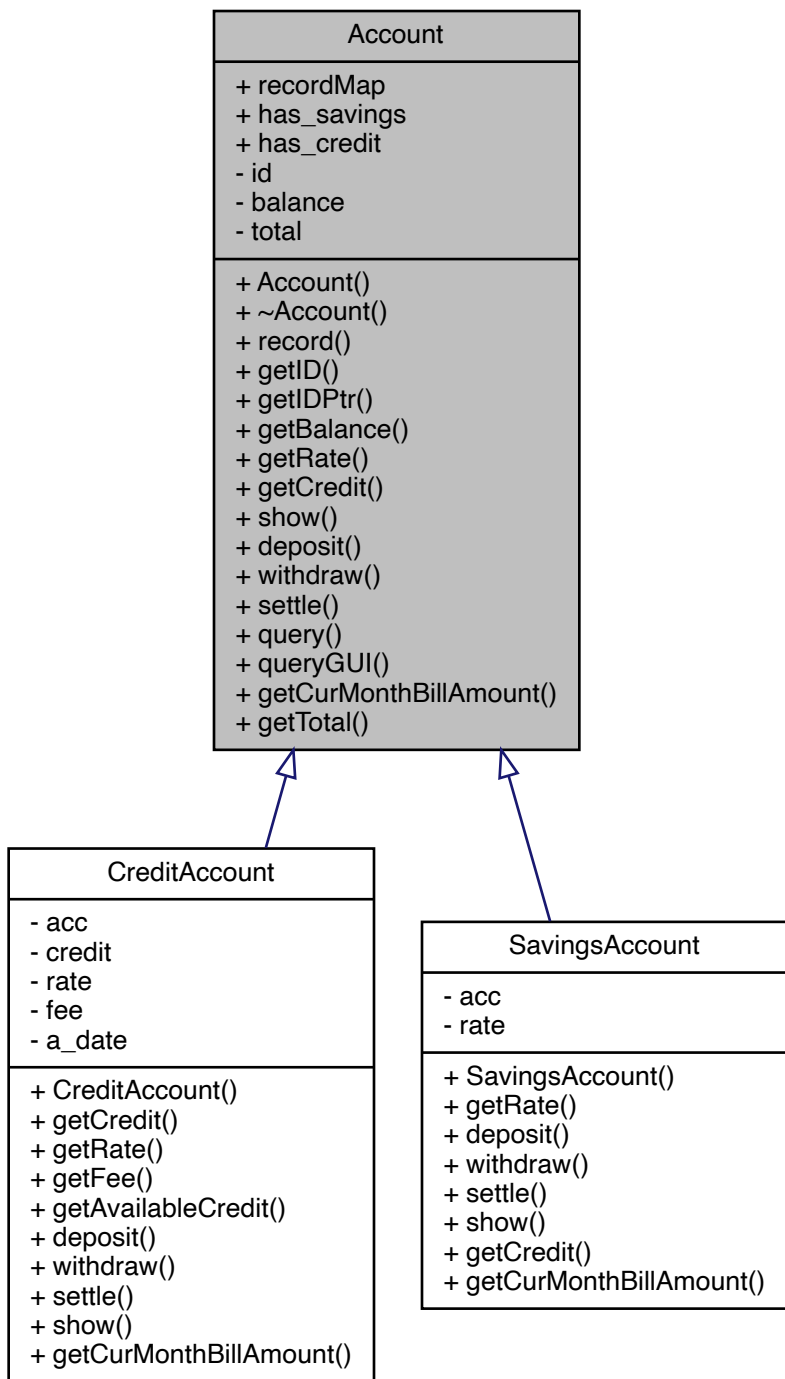 Account
+ recordMap
+ has_savings
+ has_credit
- id
- balance
- total
+ Account()
+ ~Account()
+ record()
+ getID()
+ getIDPtr()
+ getBalance()
+ getRate()
+ getCredit()
+ show()
+ deposit()
+ withdraw()
+ settle()
+ query()
+ queryGUI()
+ getCurMonthBillAmount()
+ getTotal()
CreditAccount
- acc
- credit
- rate
- fee
- a_date
+ CreditAccount()
+ getCredit()
+ getRate()
+ getFee()
+ getAvailableCredit()
+ deposit()
+ withdraw()
+ settle()
+ show()
+ getCurMonthBillAmount()
SavingsAccount
- acc
- rate
+ SavingsAccount()
+ getRate()
+ deposit()
+ withdraw()
+ settle()
+ show()
+ getCredit()
+ getCurMonthBillAmount()